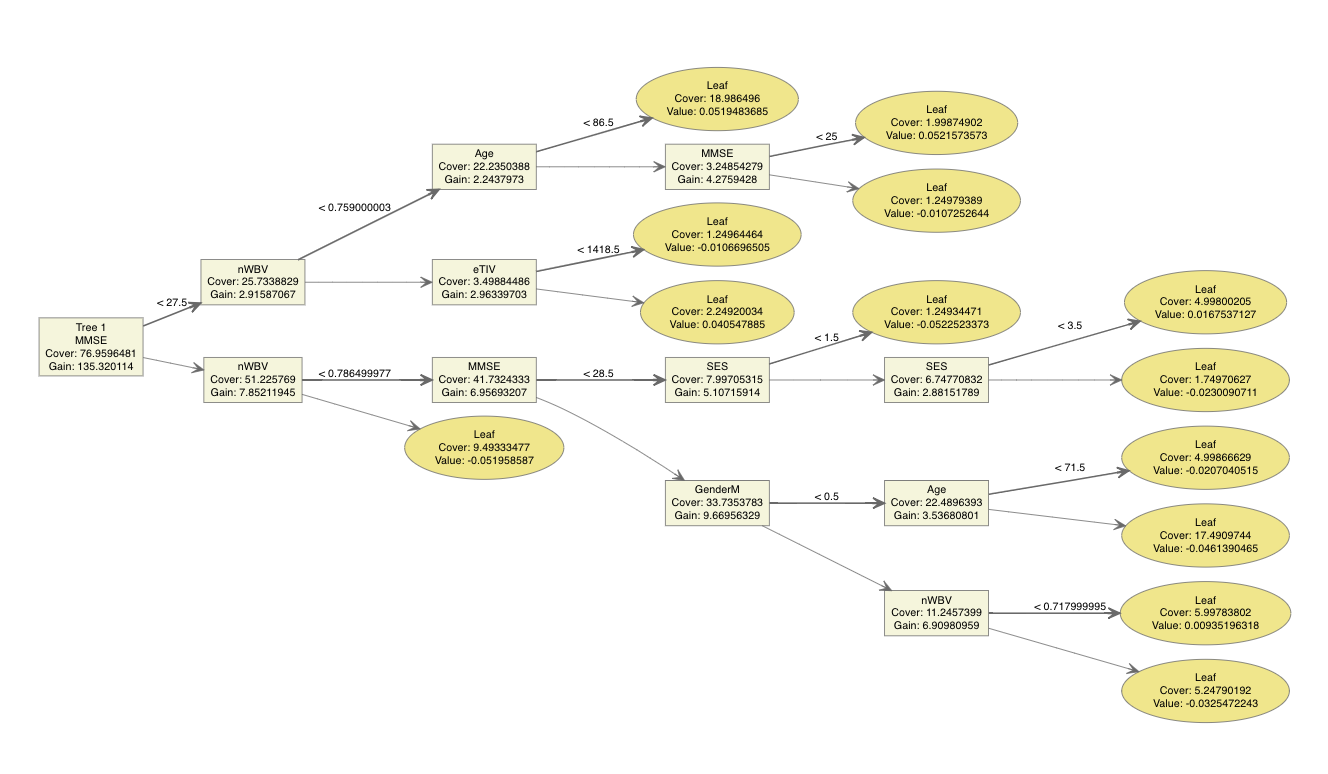 Leaf
Cover: 18.986496
Value: 0.0519483685
< 86.5
Leaf
Cover: 1.99874902
Value: 0.0521573573
< 25
Age
Cover: 22.2350388
Gain: 2.2437973
MMSE
Cover: 3.24854279
Gain: 4.2759428
Leaf
Cover: 1.24979389
Value: -0.0107252644
< 0.759000003
Leaf
Cover: 1.24964464
Value: -0.0106696505
< 1418.5
nWBV
Cover: 25.7338829
Gain: 2.91587067
eTIV
Cover: 3.49884486
Gain: 2.96339703
< 27.5
Leaf
Cover: 2.24920034
Value: 0.040547885
Leaf
Cover: 1.24934471
Value: -0.0522523373
Leaf
Cover: 4.99800205
Value: 0.0167537127
< 3.5
< 1.5
Tree 1
MMSE
Cover: 76.9596481
Gain: 135.320114
nWBV
Cover: 51.225769
Gain: 7.85211945
< 0.786499977
MMSE
Cover: 41.7324333
Gain: 6.95693207
< 28.5
SES
Cover: 7.99705315
Gain: 5.10715914
SES
Cover: 6.74770832
Gain: 2.88151789
Leaf
Cover: 1.74970627
Value: -0.0230090711
Leaf
Cover: 9.49333477
Value: -0.051958587
Leaf
Cover: 4.99866629
Value: -0.0207040515
< 71.5
GenderM
Cover: 33.7353783
Gain: 9.66956329
< 0.5
Age
Cover: 22.4896393
Gain: 3.53680801
Leaf
Cover: 17.4909744
Value: -0.0461390465
nWBV
Cover: 11.2457399
Gain: 6.90980959
< 0.717999995
Leaf
Cover: 5.99783802
Value: 0.00935196318
Leaf
Cover: 5.24790192
Value: -0.0325472243